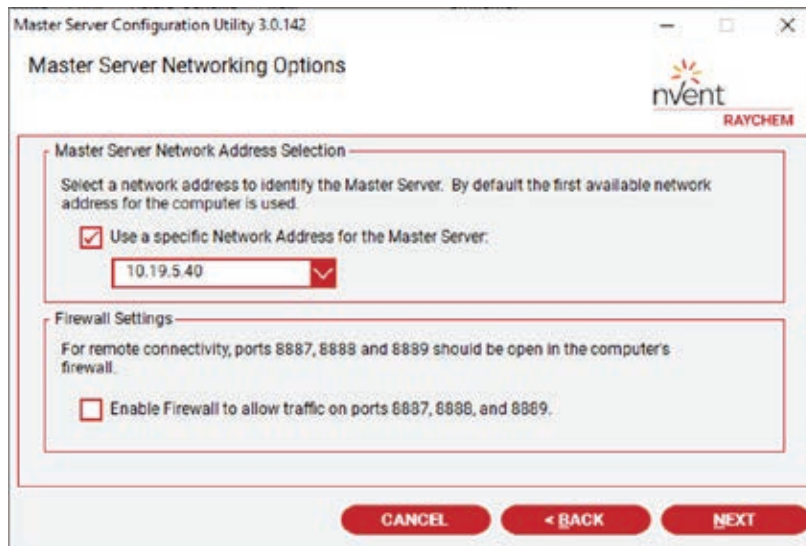 Master Server Configuration Utility 3.0.142
Master Server Networking Options
nvent
RAYCHEM
Master Server Network Address Selection
Select a network address to identify the Master Server. By default the first available network
address for the computer is used.
Use a specific Network Address for the Master Server:
10.19.5.40
Firewall Settings
For remote connectivity, ports 8887, 8888 and 8889 should be open in the computer's
firewall.
Enable Firewall to allow traffic on ports 8887, 8888, and 8889.
CANCEL
< BACK
NEXT